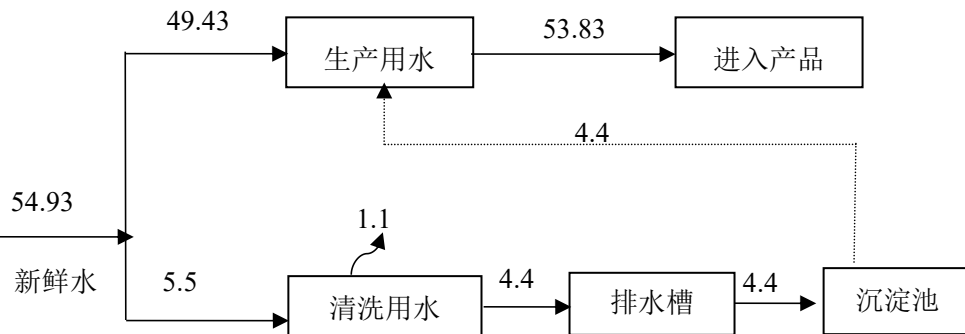 49.43
生产用水
53.83
进入产品
4.4
54.93
新鲜水
1.1
5.5
清洗用水
4.4
排水槽
4.4
沉淀池